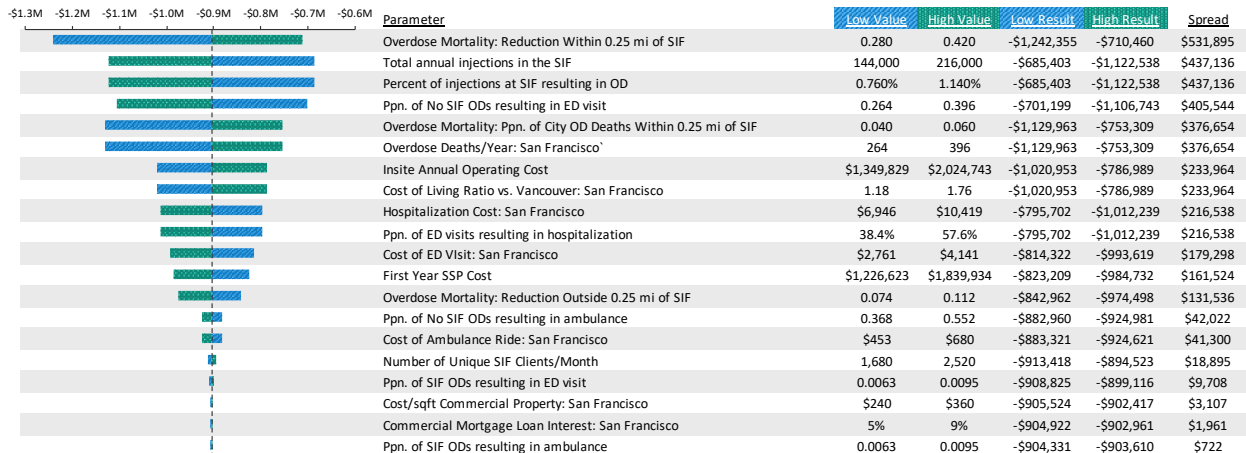 -$1.3M -$1.2M -$1.1M -$1.0M -$0.9M -$0.8M -$0.7M -$0.6M
Parameter Low Value High Value Low Result High Result Spread
Overdose Mortality: Reduction Within 0.25 mi of SIF 0.280 0.420 -$1,242,355 -$710,460 $531,895
Total annual injections in the SIF 144,000 216,000 -$685,403 -$1,122,538 $437,136
Percent of injections at SIF resulting in OD 0.760% 1.140% -$685,403 -$1,122,538 $437,136
Ppn. of No SIF ODs resulting in ED visit 0.264 0.396 -$701,199 -$1,106,743 $405,544
Overdose Mortality: Ppn. of City OD Deaths Within 0.25 mi of SIF 0.040 0.060 -$1,129,963 -$753,309 $376,654
Overdose Deaths/Year: San Francisco` 264 396 -$1,129,963 -$753,309 $376,654
Insite Annual Operating Cost $1,349,829 $2,024,743 -$1,020,953 -$786,989 $233,964
Cost of Living Ratio vs. Vancouver: San Francisco 1.18 1.76 -$1,020,953 -$786,989 $233,964
Hospitalization Cost: San Francisco $6,946 $10,419 -$795,702 -$1,012,239 $216,538
Ppn. of ED visits resulting in hospitalization 38.4% 57.6% -$795,702 -$1,012,239 $216,538
Cost of ED VIsit: San Francisco $2,761 $4,141 -$814,322 -$993,619 $179,298
First Year SSP Cost $1,226,623 $1,839,934 -$823,209 -$984,732 $161,524
Overdose Mortality: Reduction Outside 0.25 mi of SIF 0.074 0.112 -$842,962 -$974,498 $131,536
Ppn. of No SIF ODs resulting in ambulance 0.368 0.552 -$882,960 -$924,981 $42,022
Cost of Ambulance Ride: San Francisco $453 $680 -$883,321 -$924,621 $41,300
Number of Unique SIF Clients/Month 1,680 2,520 -$913,418 -$894,523 $18,895
Ppn. of SIF ODs resulting in ED visit 0.0063 0.0095 -$908,825 -$899,116 $9,708
Cost/sqft Commercial Property: San Francisco $240 $360 -$905,524 -$902,417 $3,107
Commercial Mortgage Loan Interest: San Francisco 5% 9% -$904,922 -$902,961 $1,961
Ppn. of SIF ODs resulting in ambulance 0.0063 0.0095 -$904,331 -$903,610 $722